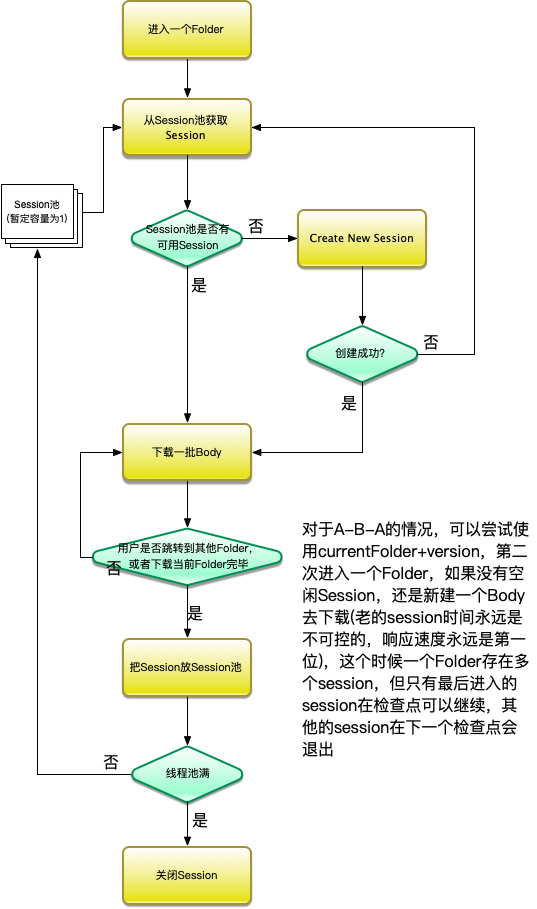 进入一个Folder
从Session池获取
Session
Session池
(暂定容量为1)
Session池是否有
可用Session
否
Create New Session
是
创建成功?
否
是
下载一批Body
用户是否跳转到其他Folder,
或者下载当前Folder完毕
否
是
把Session放Session池
否
线程池满
是
关闭Session
对于A-B-A的情况，可以尝试使
用currentFolder+version，第二
次进入一个Folder，如果没有空
闲Session，还是新建一个Body
去下载(老的session时间永远是
不可控的，响应速度永远是第一
位)，这个时候一个Folder存在多
个session，但只有最后进入的
session在检查点可以继续，其
他的session在下一个检查点会
退出